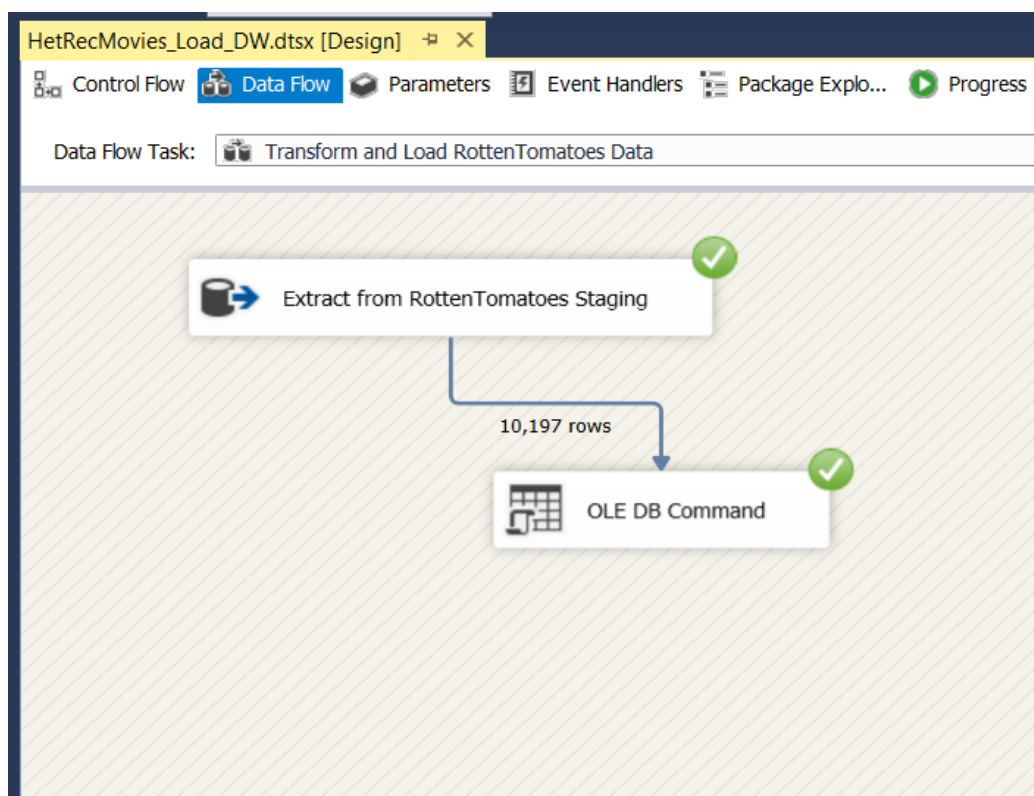 HetRecMovies_Load_DW.dtsx [Design]
Control Flow Data Flow Parameters Event Handlers Package Explo... Progress
Data Flow Task: Transform and Load RottenTomatoes Data
Extract from RottenTomatoes Staging
10,197 rows
OLE DB Command